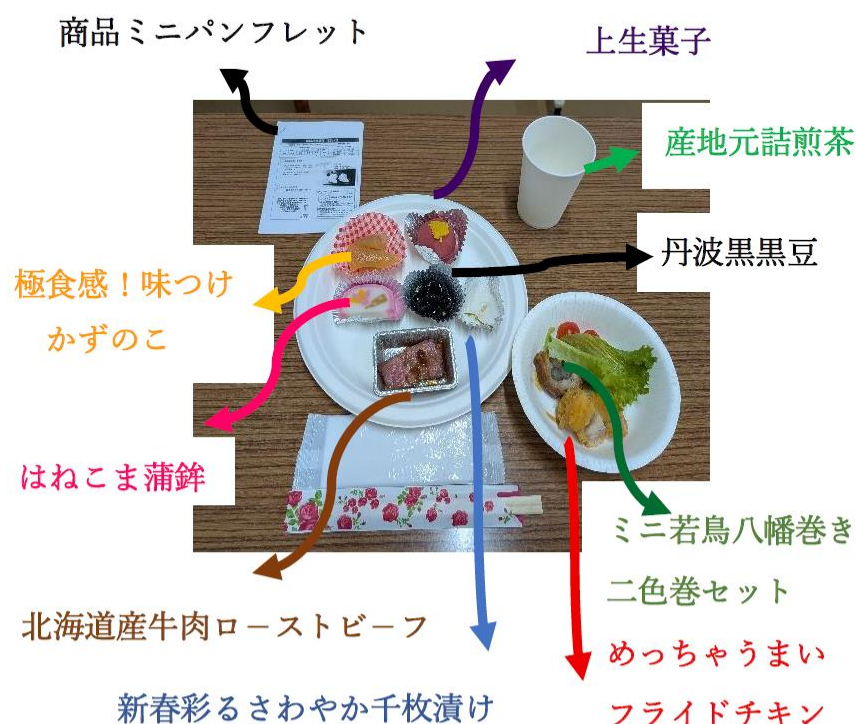 商品ミニパンフレット
上生菓子
産地元詰煎茶
丹波黒黒豆
極食感！味つけ
かずのこ
はねこま蒲鉾
ミニ若鳥八幡巻き
二色巻セット
北海道産牛肉ローストビーフ
めっちゃうまい
フライドチキン
新春彩るさわやか千枚漬け